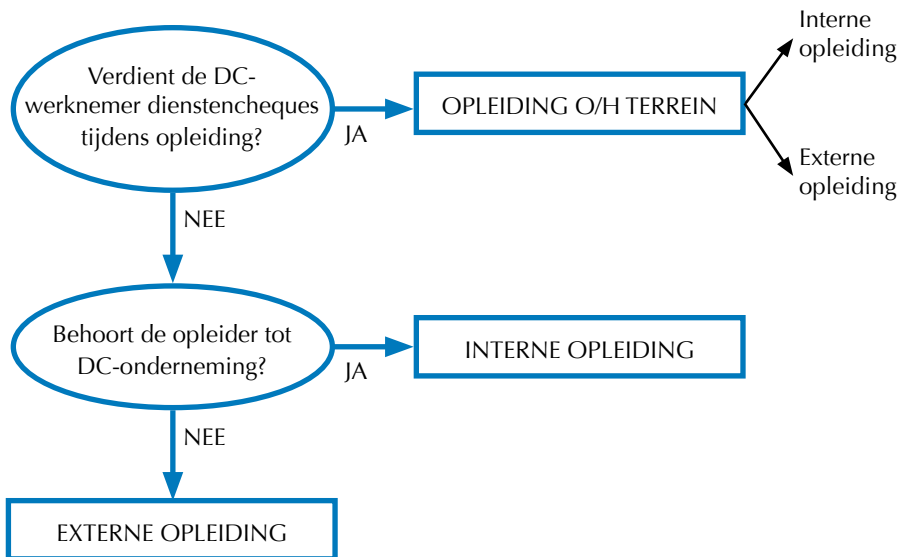 Verdient de DC-
werknemer dienstencheques
tijdens opleiding?
JA
OPLEIDING O/H TERREIN
Interne
opleiding
Externe
opleiding
NEE
Behoort de opleider tot
DC-onderneming?
JA
INTERNE OPLEIDING
NEE
EXTERNE OPLEIDING